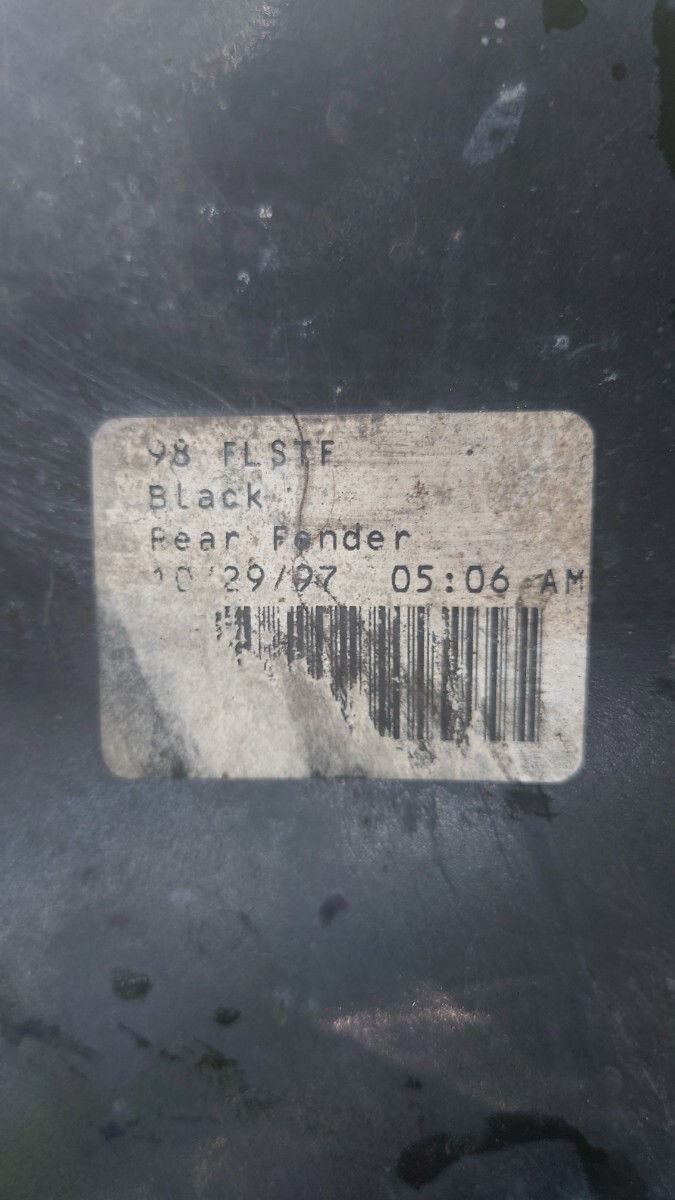 98 FLSTF
Black
Rear Fender
10/29/97 05:06 AM